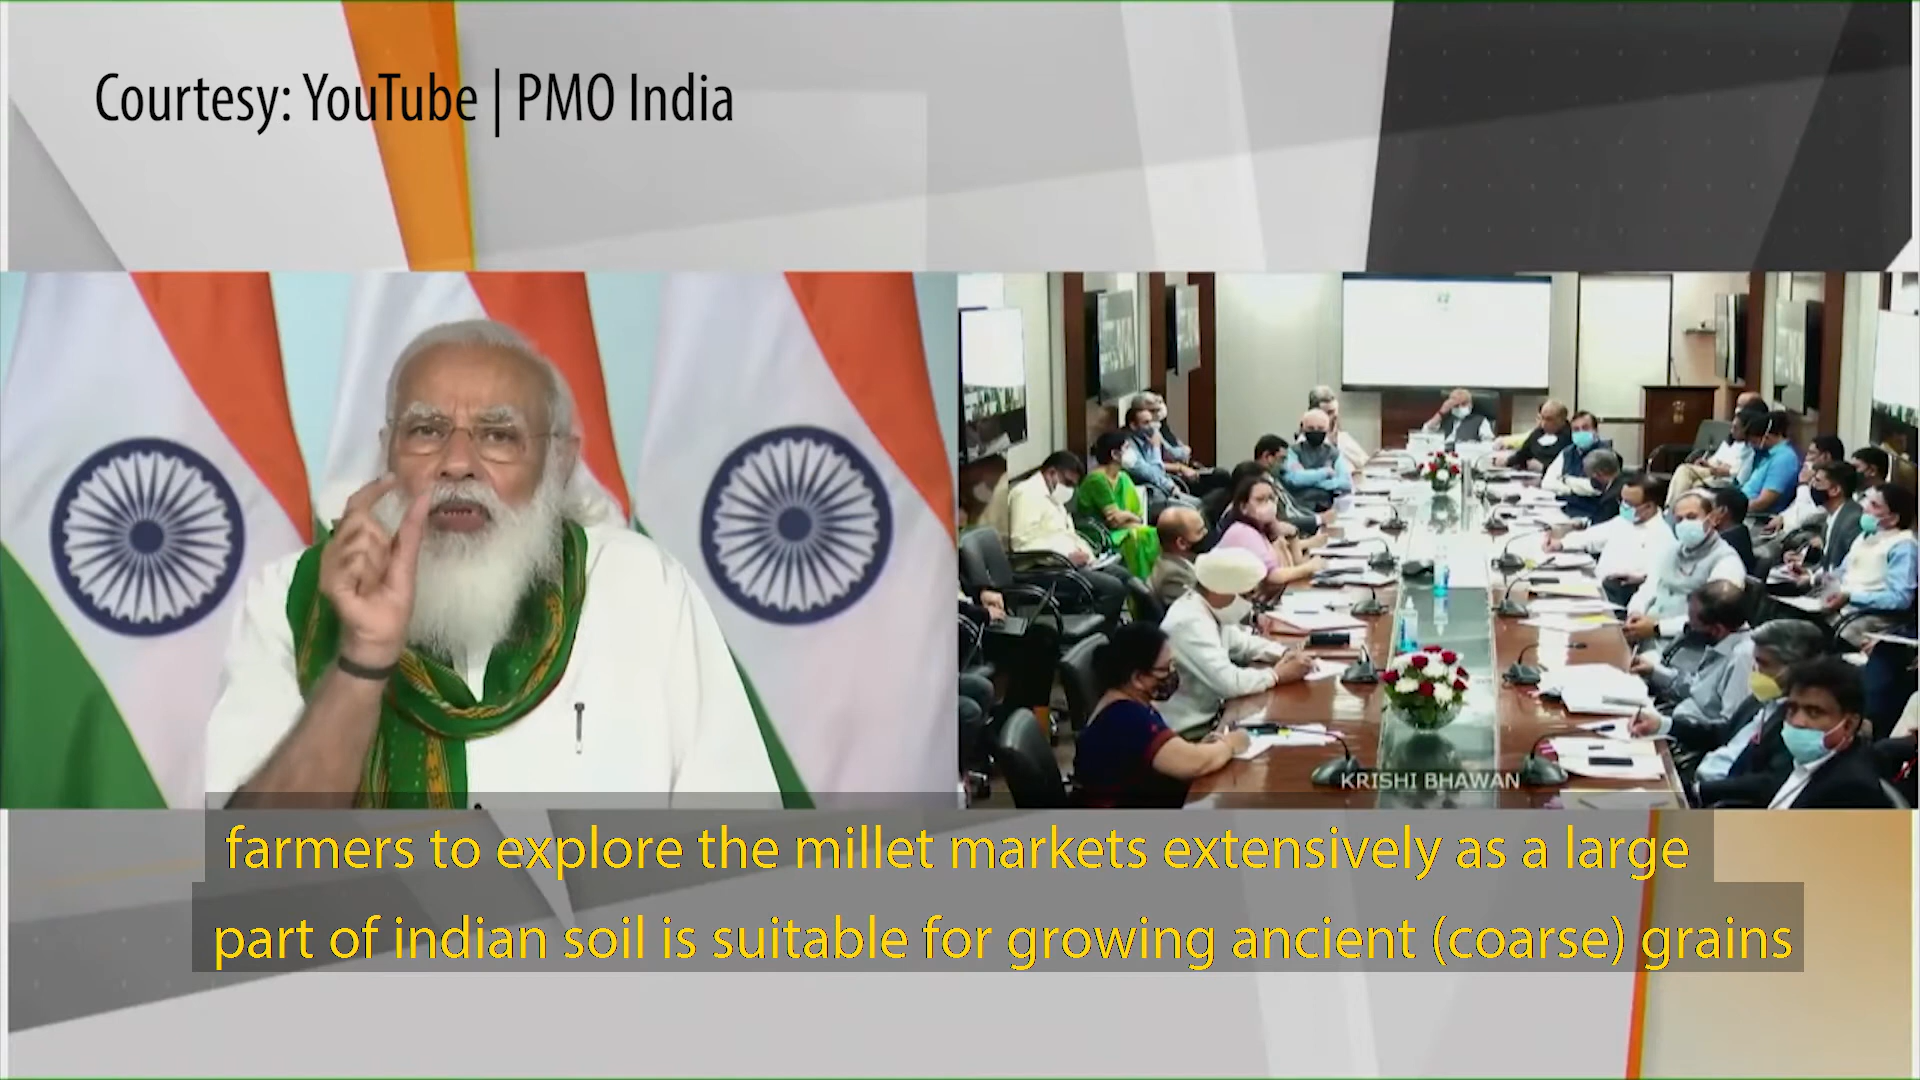 Courtesy: YouTube | PMO India
KRISHI BHAWAN
farmers to explore the millet markets extensively as a large
part of indian soil is suitable for growing ancient (coarse) grains